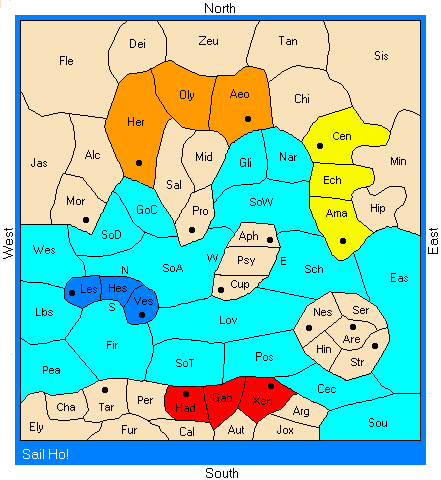 North
Dei
Zeu
Tan
Fle
Sis
Oly
Aeo
Chi
Her
Cen
Jas
Alc
Mid
Gli
Nar
Min
Sal
Ech
Mor
GoC
Pro
SoW
Ama
Hip
West
East
Wes
SoD
Aph
SoA
W
Psy
E
Sch
N
Eas
Les
Hes
Ves
Cup
Lbs
S
Lov
Nes
Ser
Are
Fir
Hin
Str
Pea
SoT
Pos
Cec
Cha
Tar
Per
Had
Gab
Xen
Arg
Ely
Fur
Cal
Aut
Jox
Sou
Sail Ho!
South